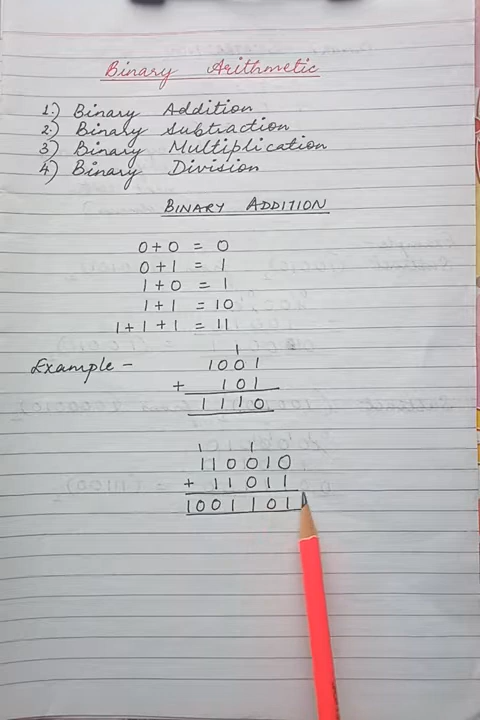 Binary Arithmetic
1.) Binary Addition
2.) Binary Subtraction
3) Binary Multiplication
4) Binary Division
BINARY ADDITION
0 + 0 = 0
0 + 1 = 1
1 + 0 = 1
1 + 1 = 10
1 + 1 + 1 = 11
1
Example - 1001
+ 101
1110
1 1
110010
+ 11011
1001101